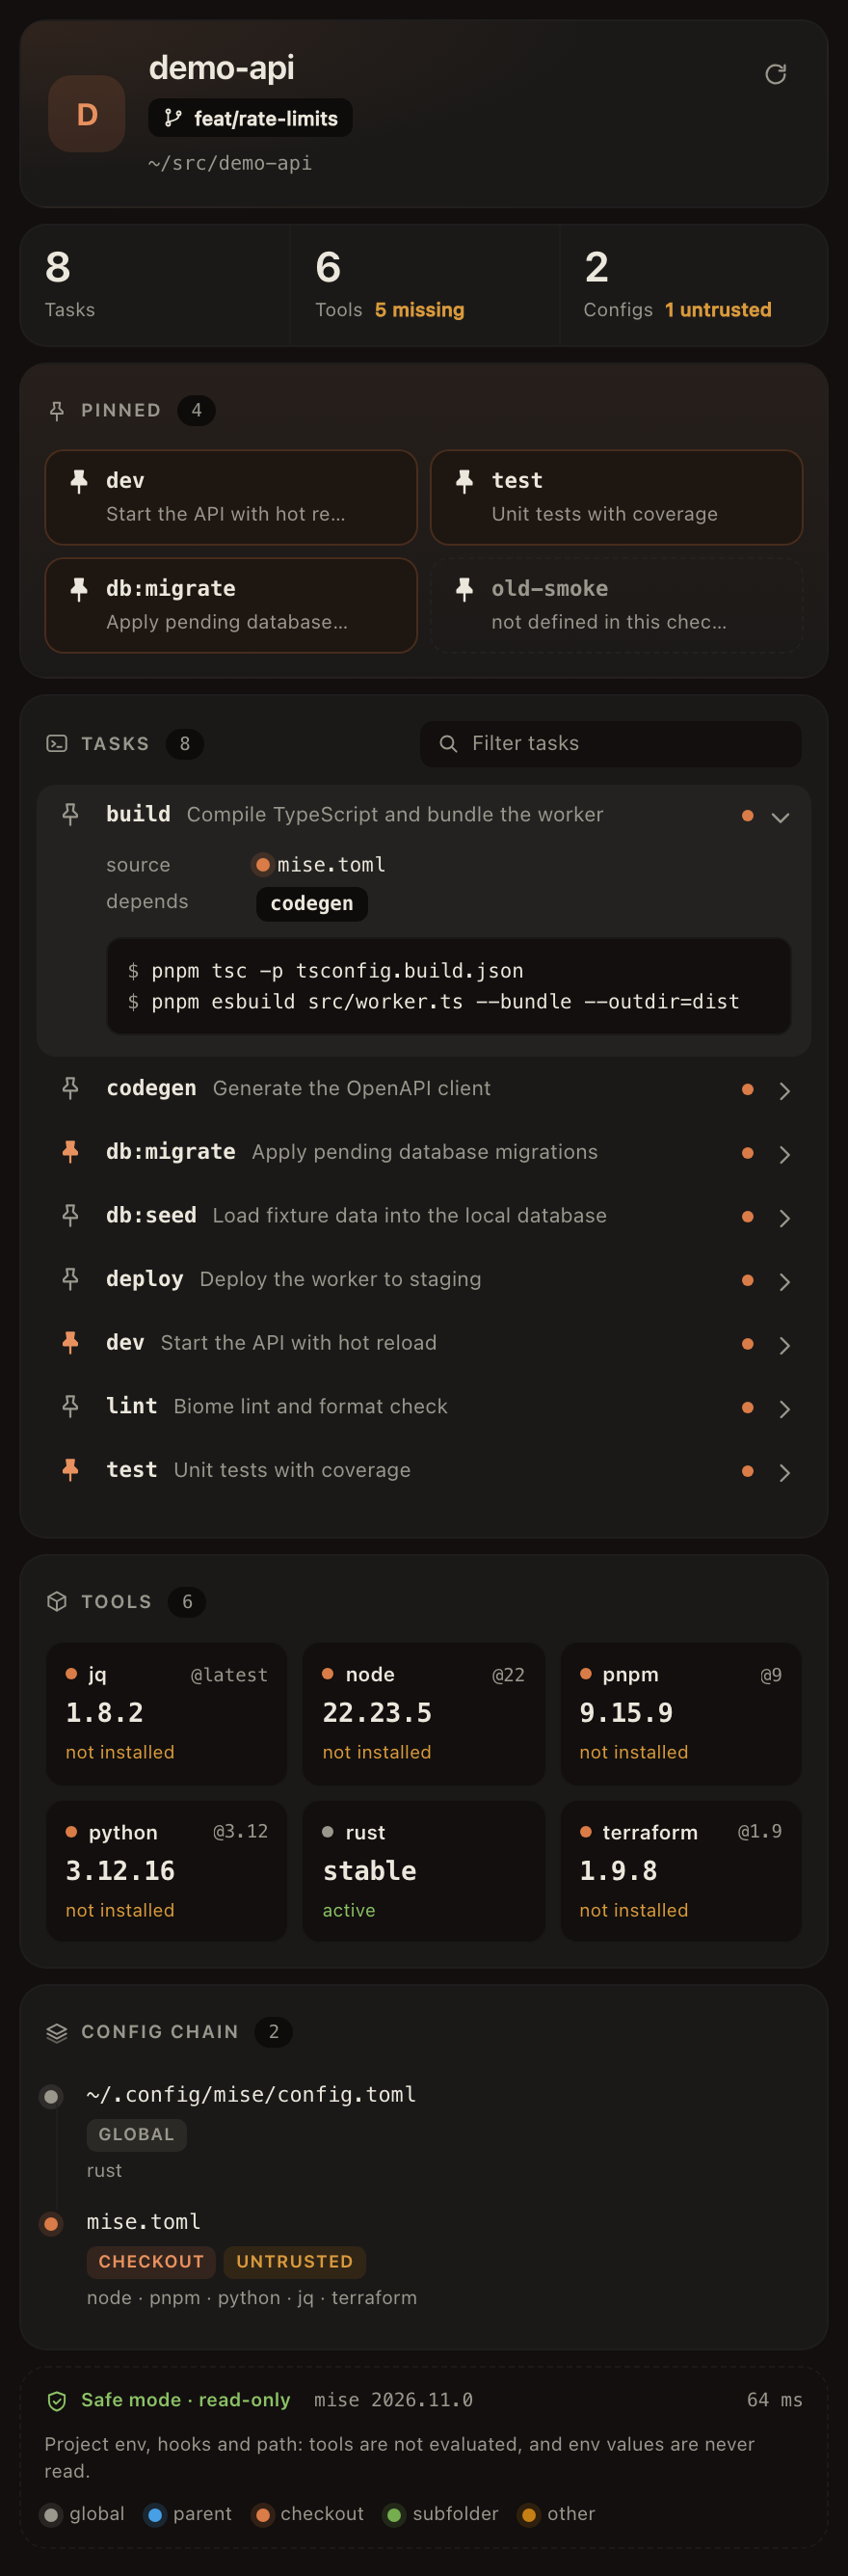 demo-api
D
feat/rate-limits
~/src/demo-api
8
Tasks
6
Tools 5 missing
2
Configs 1 untrusted
PINNED 4
dev
Start the API with hot re...
test
Unit tests with coverage
db:migrate
Apply pending database...
old-smoke
not defined in this chec...
TASKS 8
Filter tasks
build Compile TypeScript and bundle the worker
source mise.toml
depends codegen
$ pnpm tsc -p tsconfig.build.json
$ pnpm esbuild src/worker.ts --bundle --outdir=dist
codegen Generate the OpenAPI client
db:migrate Apply pending database migrations
db:seed Load fixture data into the local database
deploy Deploy the worker to staging
dev Start the API with hot reload
lint Biome lint and format check
test Unit tests with coverage
TOOLS 6
jq @latest
1.8.2
not installed
node @22
22.23.5
not installed
pnpm @9
9.15.9
not installed
python @3.12
3.12.16
not installed
rust
stable
active
terraform @1.9
1.9.8
not installed
CONFIG CHAIN 2
~/.config/mise/config.toml
GLOBAL
rust
mise.toml
CHECKOUT UNTRUSTED
node · pnpm · python · jq · terraform
Safe mode · read-only mise 2026.11.0 64 ms
Project env, hooks and path: tools are not evaluated, and env values are never
read.
global parent checkout subfolder other